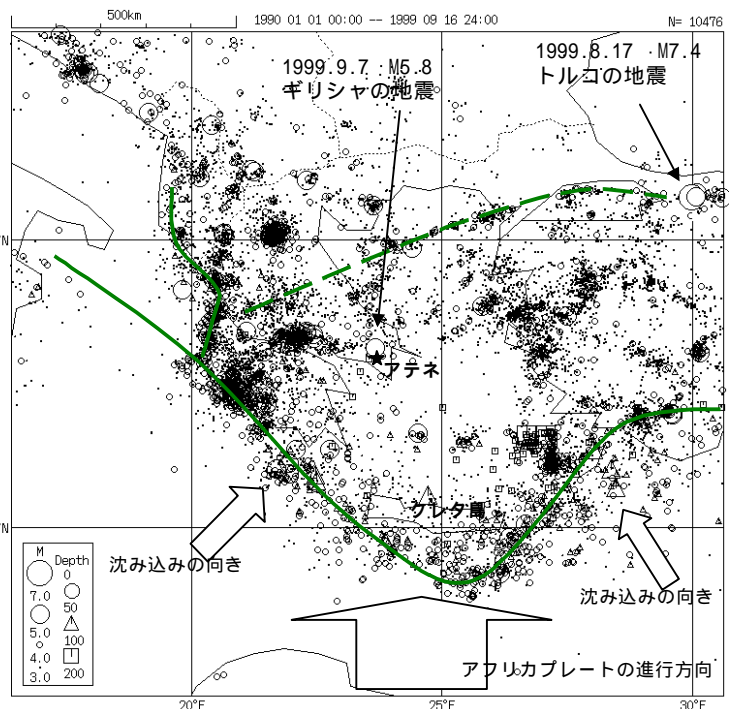 500km
1990 01 01 00:00 -- 1999 09 16 24:00
N= 10476
1999.9.7 M5.8
ギリシャの地震
1999.8.17 M7.4
トルコの地震
N
アテネ
クレタ島
N
沈み込みの向き
沈み込みの向き
アフリカプレートの進行方向
M
Depth
0
7.0
50
5.0
100
4.0
200
3.0
20°E
25°E
30°E